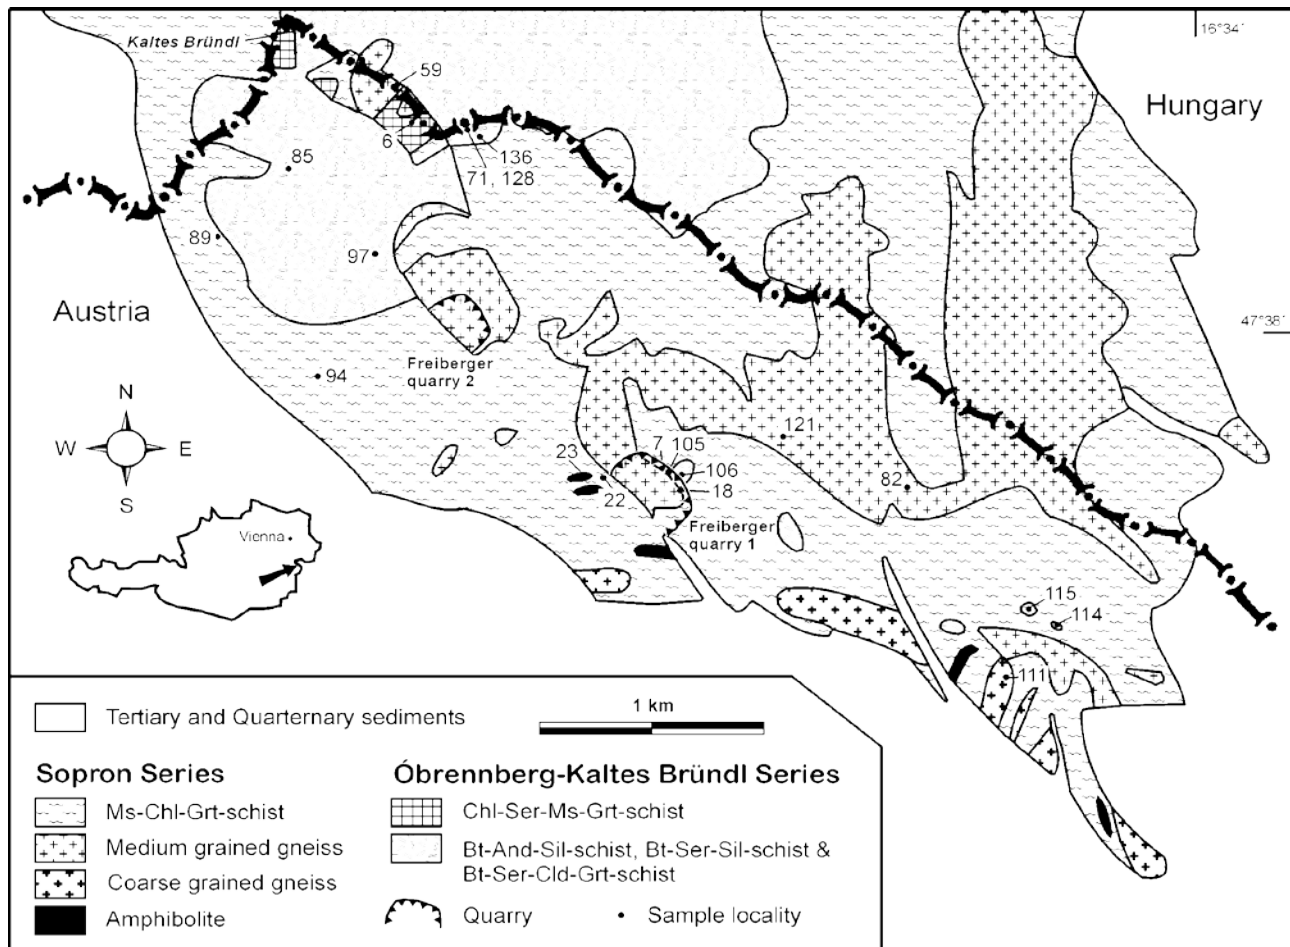 16°34´
Kaltes Bründl
59
Hungary
6
136
71, 128
85
89
97
Austria
47°38´
Freiberger
quarry 2
94
N
W E
S
121
7 105
23
106
82
22
18
Freiberger
quarry 1
Vienna
115
114
111
1 km
Tertiary and Quarternary sediments
Sopron Series
Ms-Chl-Grt-schist
Medium grained gneiss
Coarse grained gneiss
Amphibolite
Óbrennberg-Kaltes Bründl Series
Chl-Ser-Ms-Grt-schist
Bt-And-Sil-schist, Bt-Ser-Sil-schist &
Bt-Ser-Cld-Grt-schist
Quarry
Sample locality